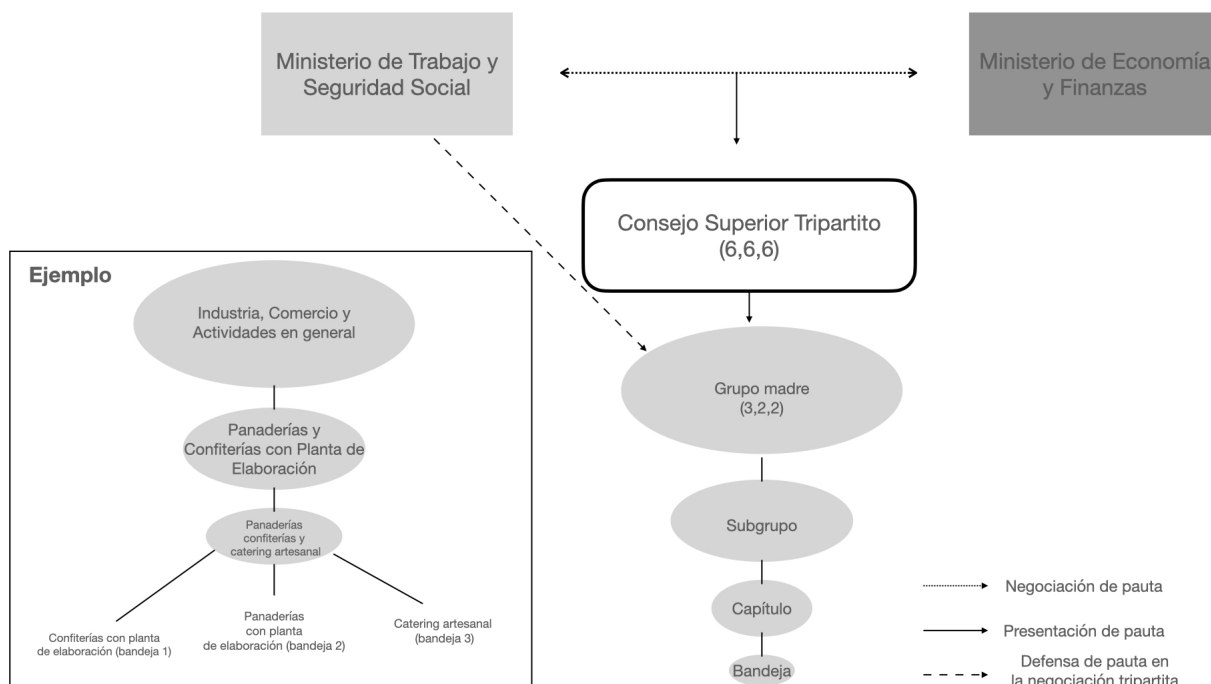 Ministerio de Trabajo y
Seguridad Social
Ministerio de Economía
y Finanzas
Consejo Superior Tripartito
(6,6,6)
Ejemplo
Industria, Comercio y
Actividades en general
Panaderías y
Confiterías con Planta de
Elaboración
Panaderías
confiterías y
catering artesanal
Confiterías con planta
de elaboración (bandeja 1)
Panaderías
con planta
de elaboración (bandeja 2)
Catering artesanal
(bandeja 3)
Grupo madre
(3,2,2)
Subgrupo
Capítulo
Bandeja
Negociación de pauta
Presentación de pauta
Defensa de pauta en
la negociación tripartita